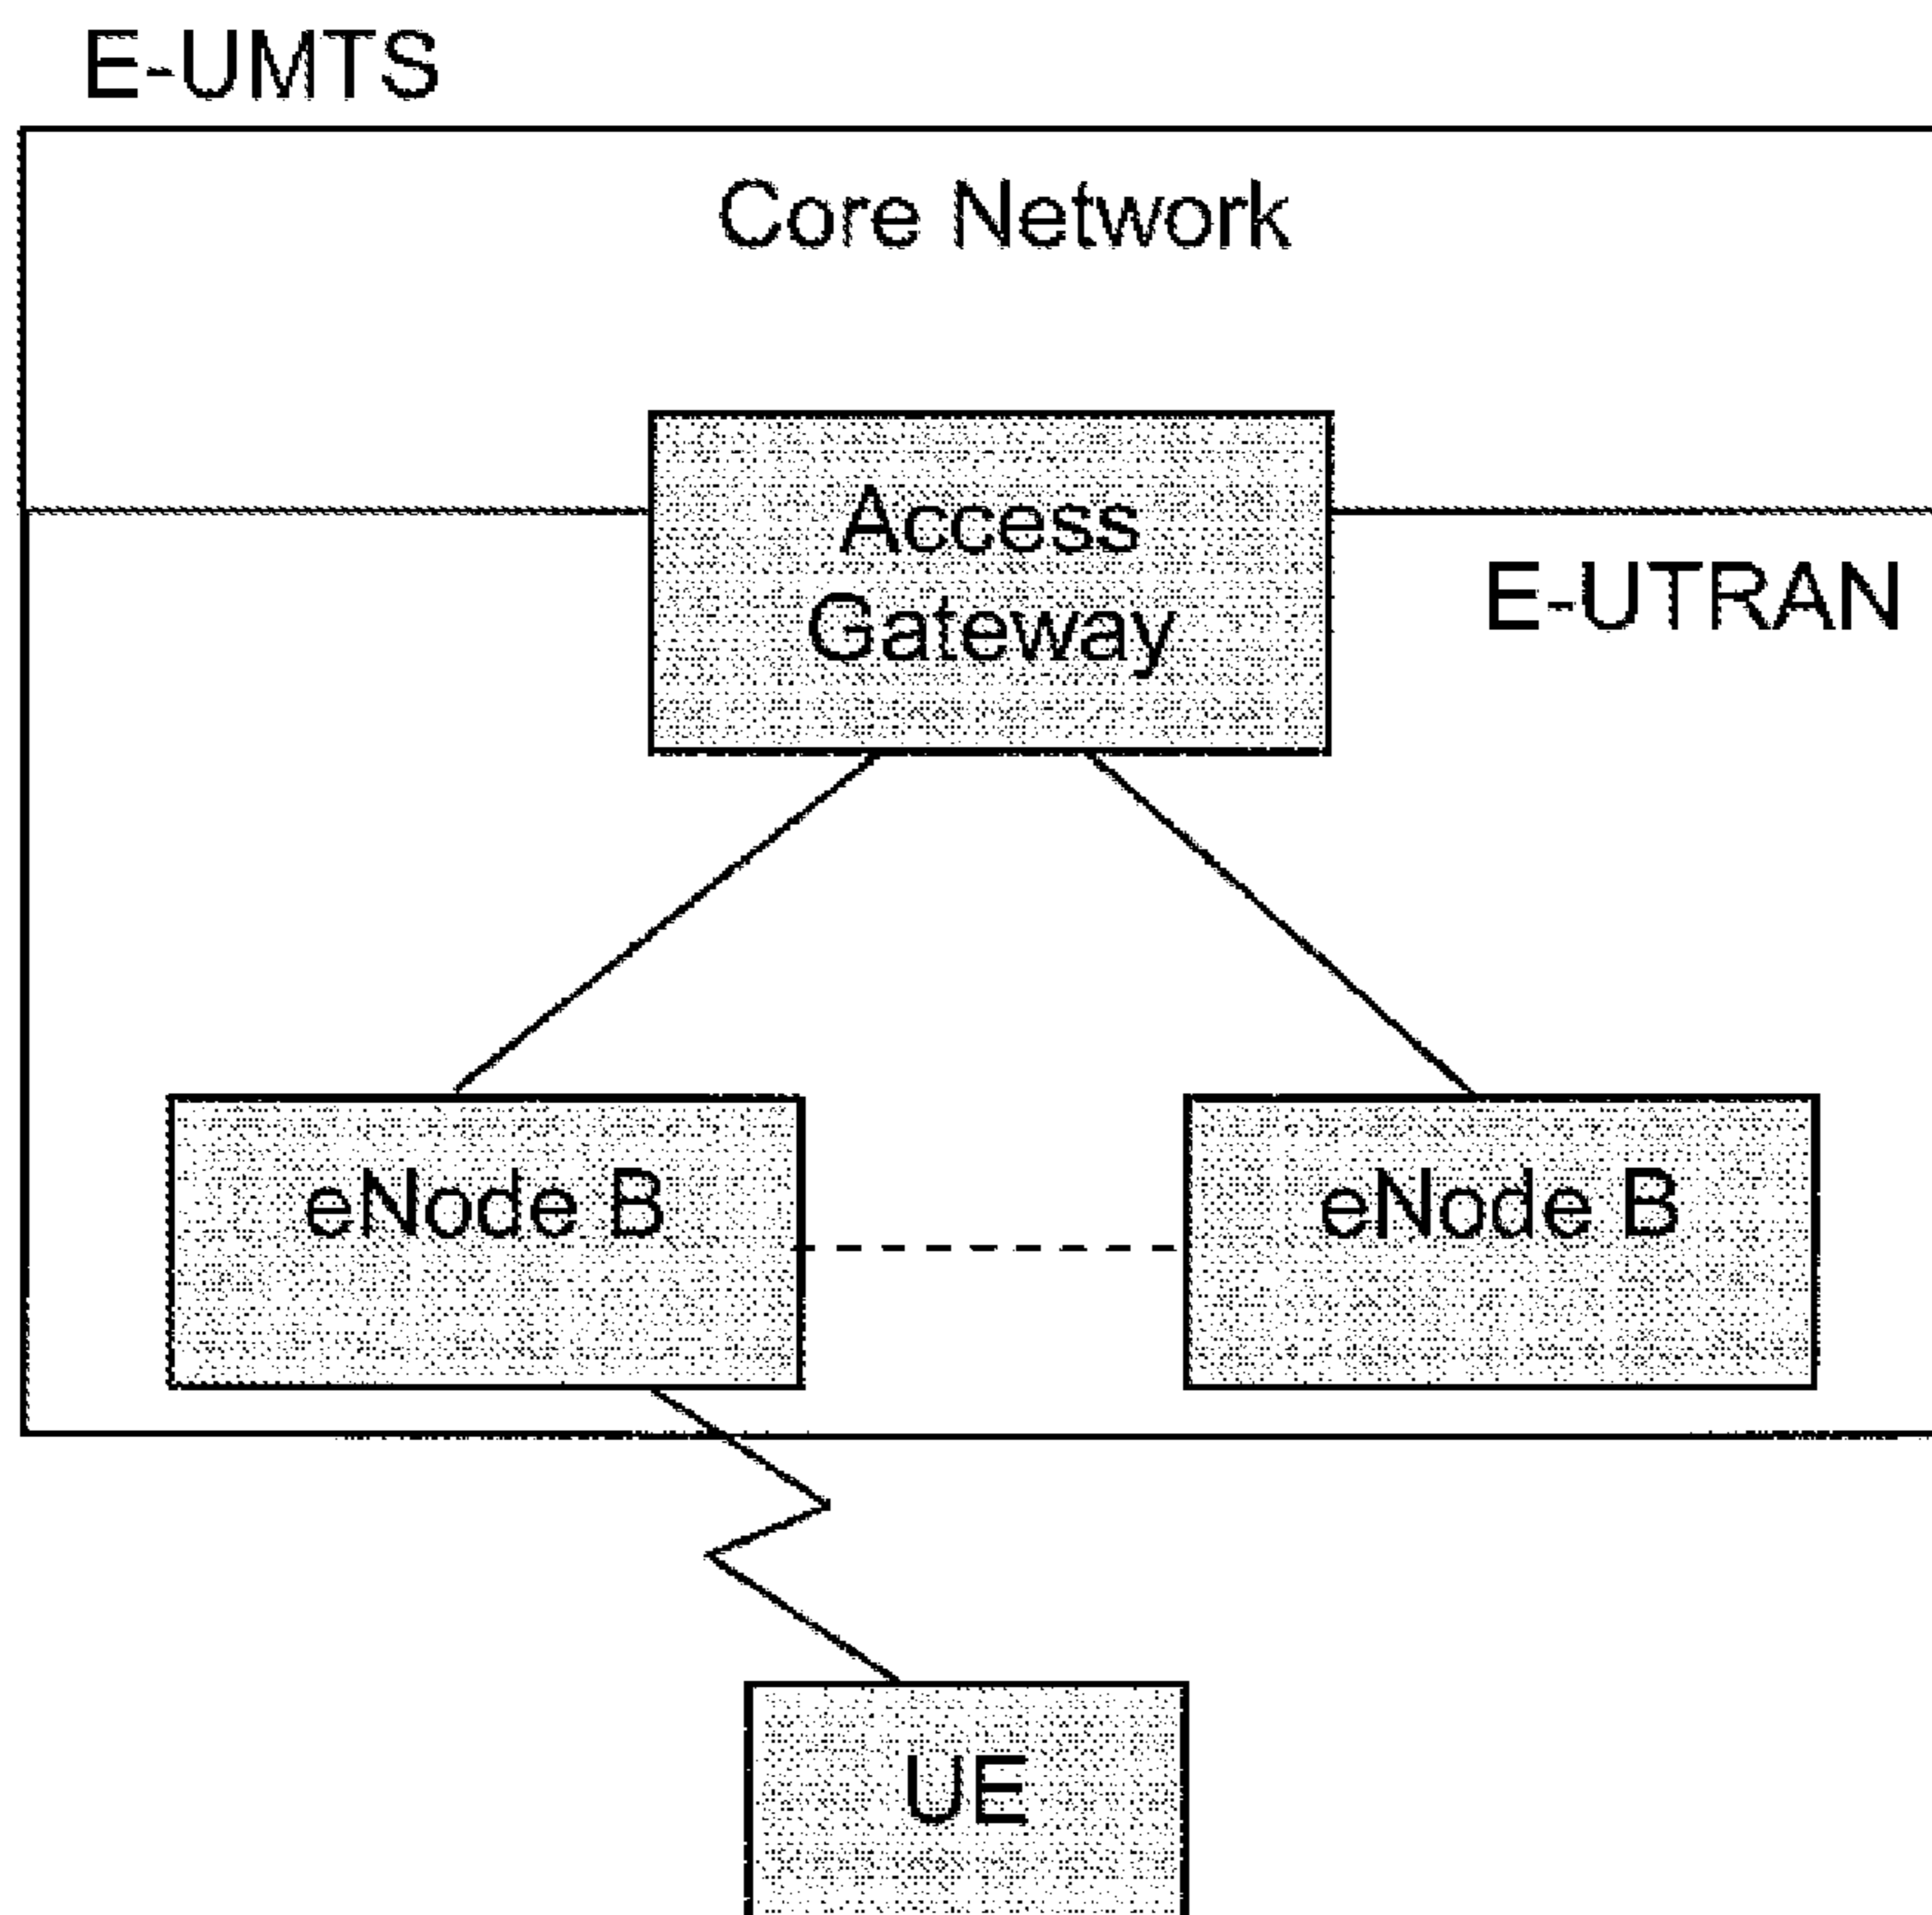 E-UMTS
Core Network
Access
Gateway
E-UTRAN
eNode B
eNode B
UE